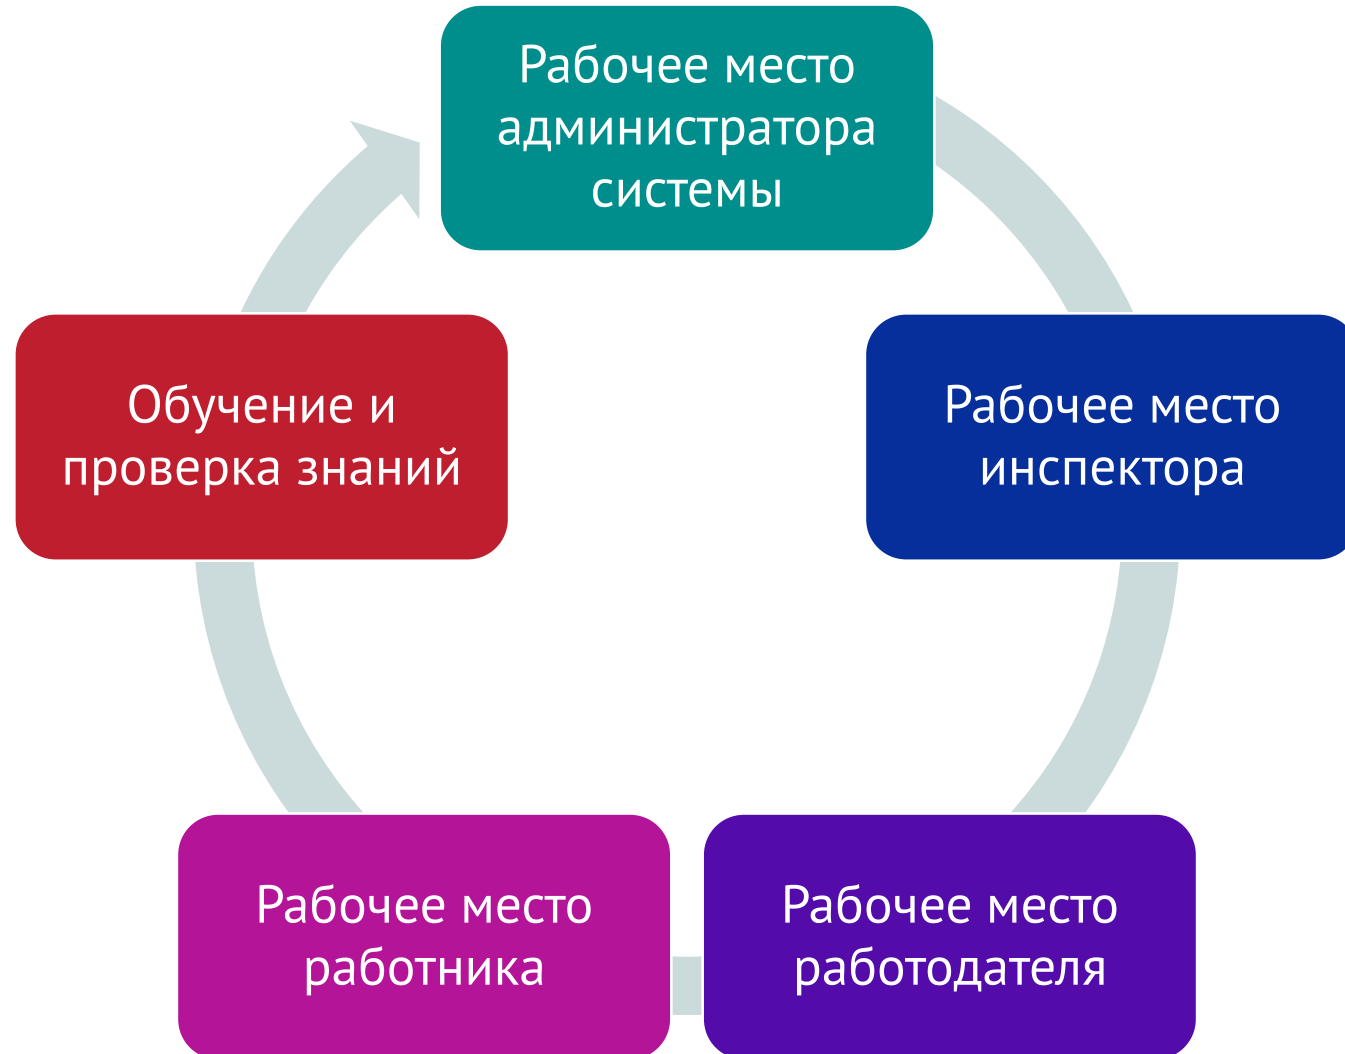 Рабочее место
администратора
системы
Обучение и
проверка знаний
Рабочее место
инспектора
Рабочее место
работника
Рабочее место
работодателя